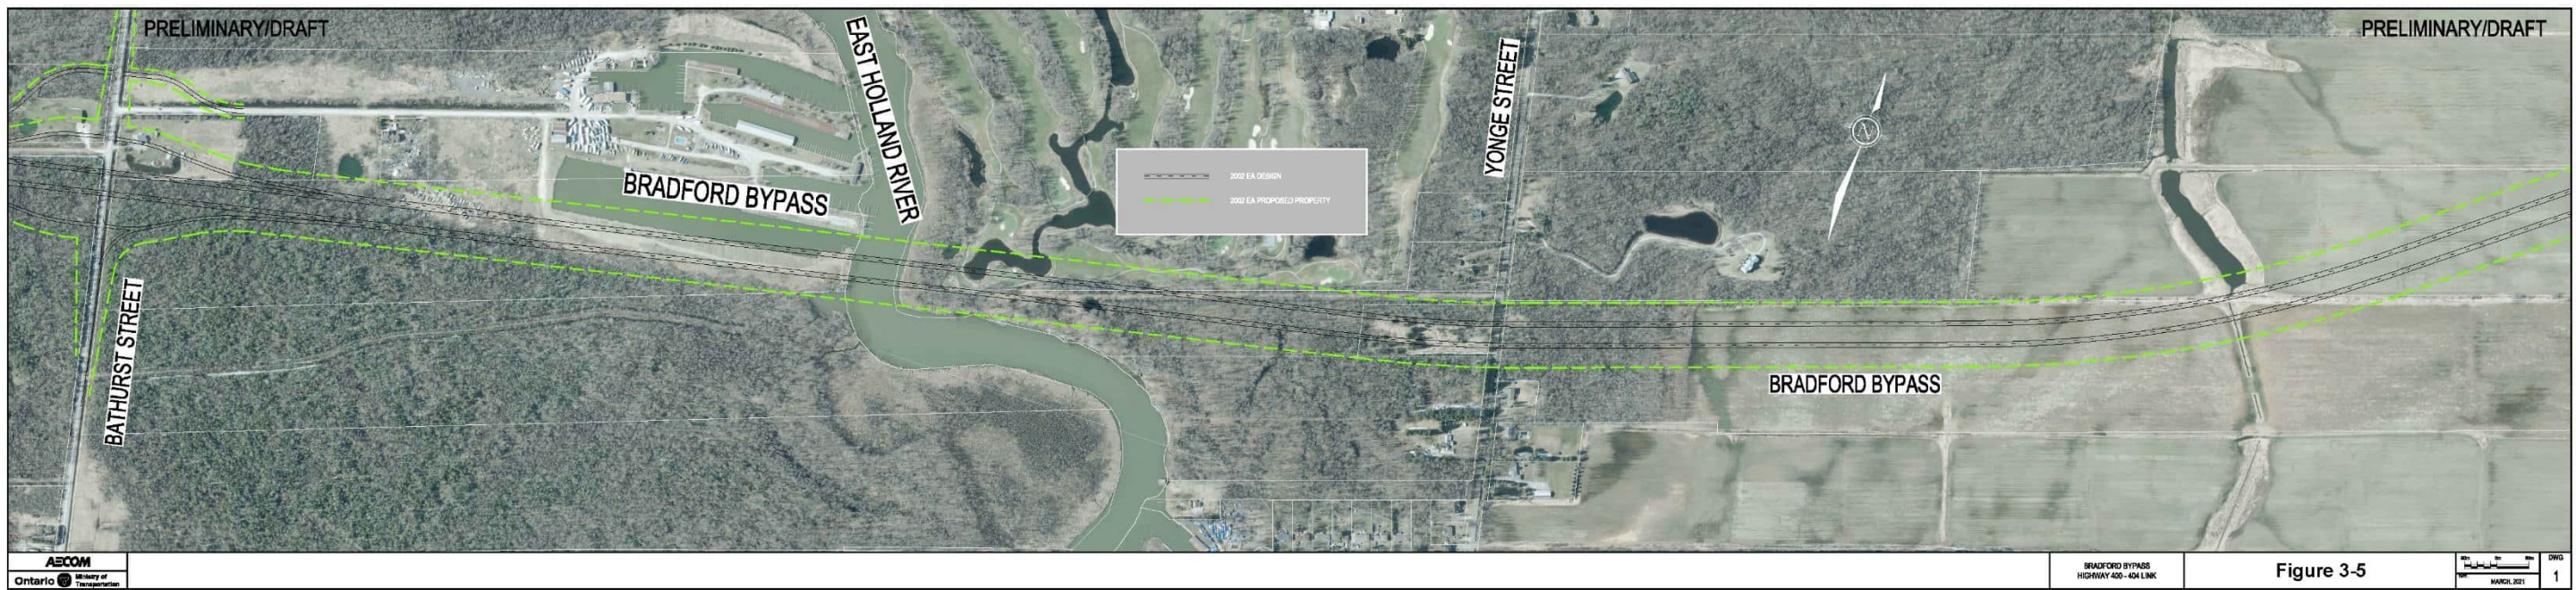 PRELIMINARY/DRAFT
PRELIMINARY/DRAFT
EAST HOLLAND RIVER
YONGE STREET
N
2002 EA DESIGN
2002 EA PROPOSED PROPERTY
BRADFORD BYPASS
BATHURST STREET
BRADFORD BYPASS
AECOM
Ontario Ministry of
Transportation
BRADFORD BYPASS
HIGHWAY 400 - 404 LINK
Figure 3-5
MARCH, 2021
DWG
1